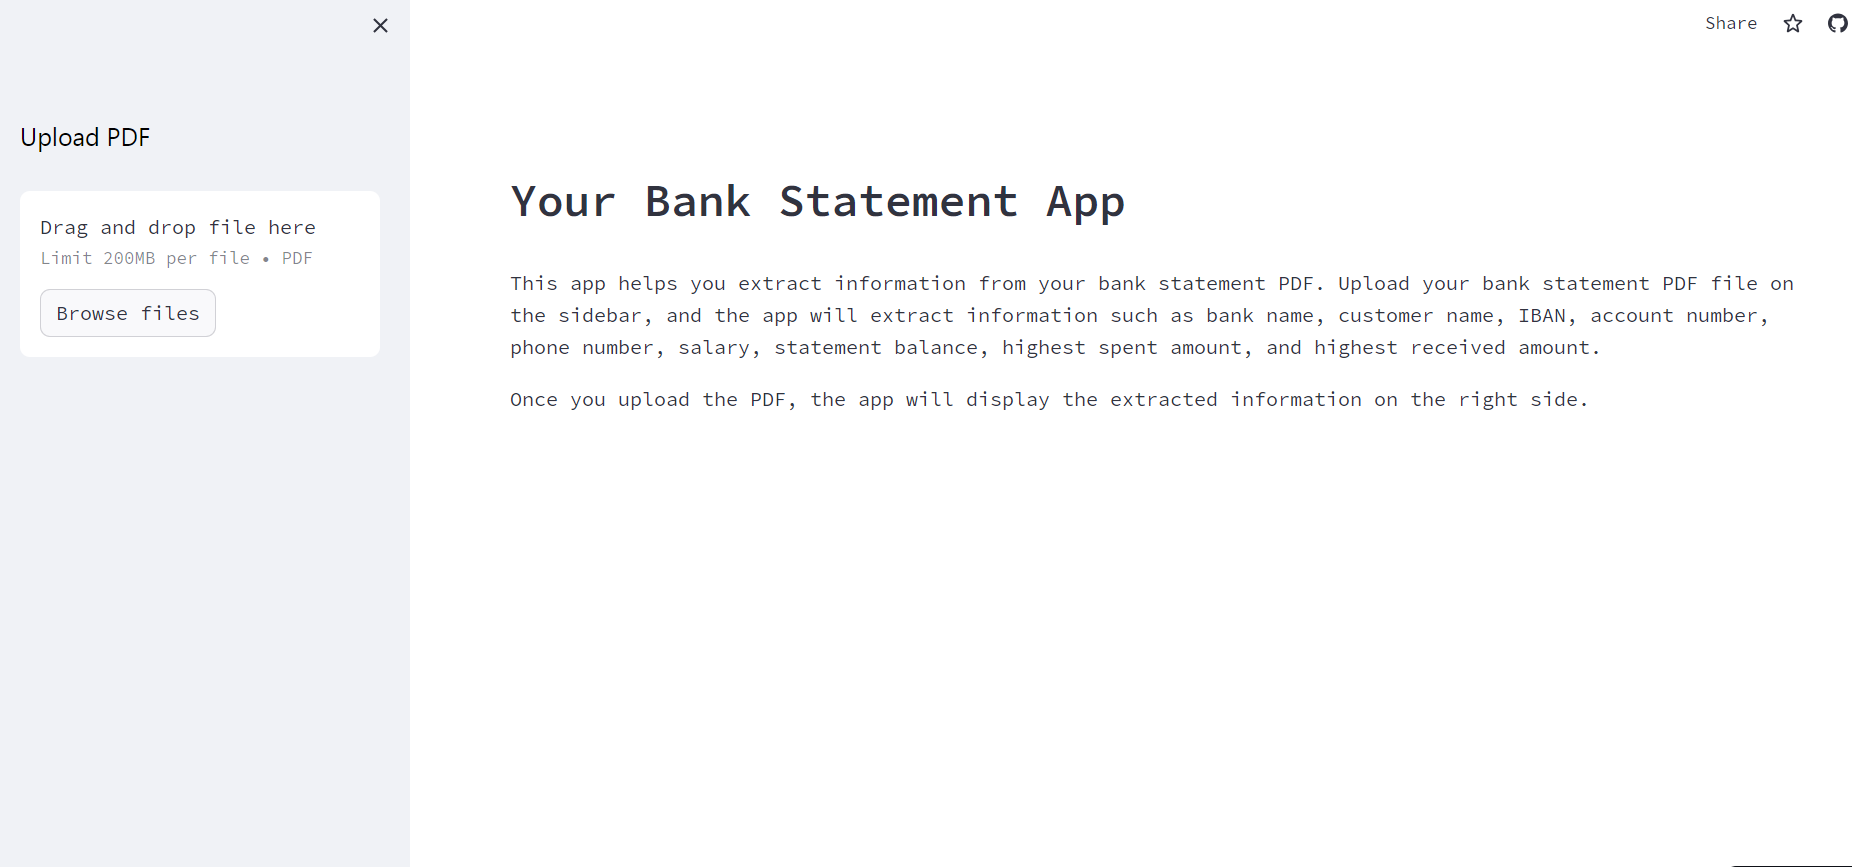 Share
Upload PDF
Drag and drop file here
Limit 200MB per file • PDF
Browse files
Your Bank Statement App
This app helps you extract information from your bank statement PDF. Upload your bank statement PDF file on
the sidebar, and the app will extract information such as bank name, customer name, IBAN, account number,
phone number, salary, statement balance, highest spent amount, and highest received amount.
Once you upload the PDF, the app will display the extracted information on the right side.